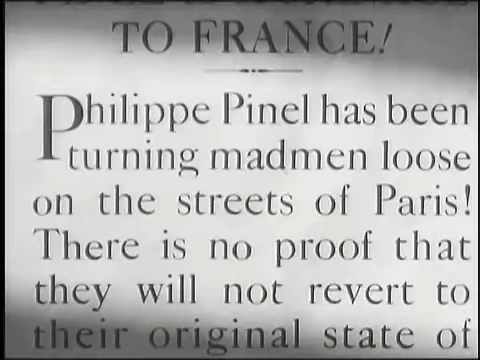 TO FRANCE!
Philippe Pinel has been
turning madmen loose
on the streets of Paris!
There is no proof that
they will not revert to
their original state of